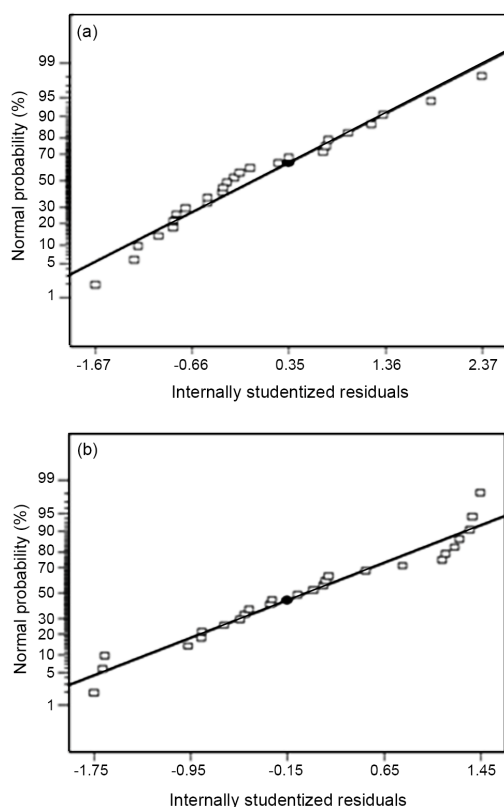 (a)
99
95
90
80
70
50
30
20
10
5
1
Normal probability (%)
-1.67 -0.66 0.35 1.36 2.37
Internally studentized residuals
(b)
99
95
90
80
70
50
30
20
10
5
1
Normal probability (%)
-1.75 -0.95 -0.15 0.65 1.45
Internally studentized residuals